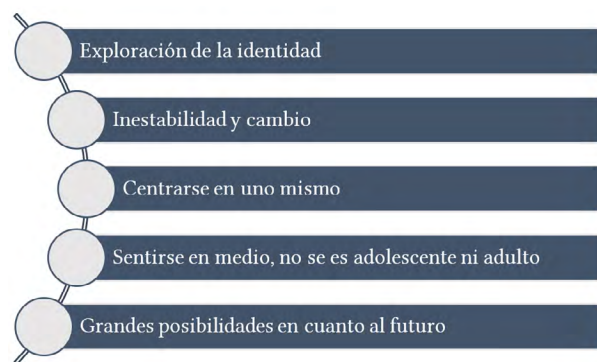 Exploración de la identidad
Inestabilidad y cambio
Centrarse en uno mismo
Sentirse en medio, no se es adolescente ni adulto
Grandes posibilidades en cuanto al futuro